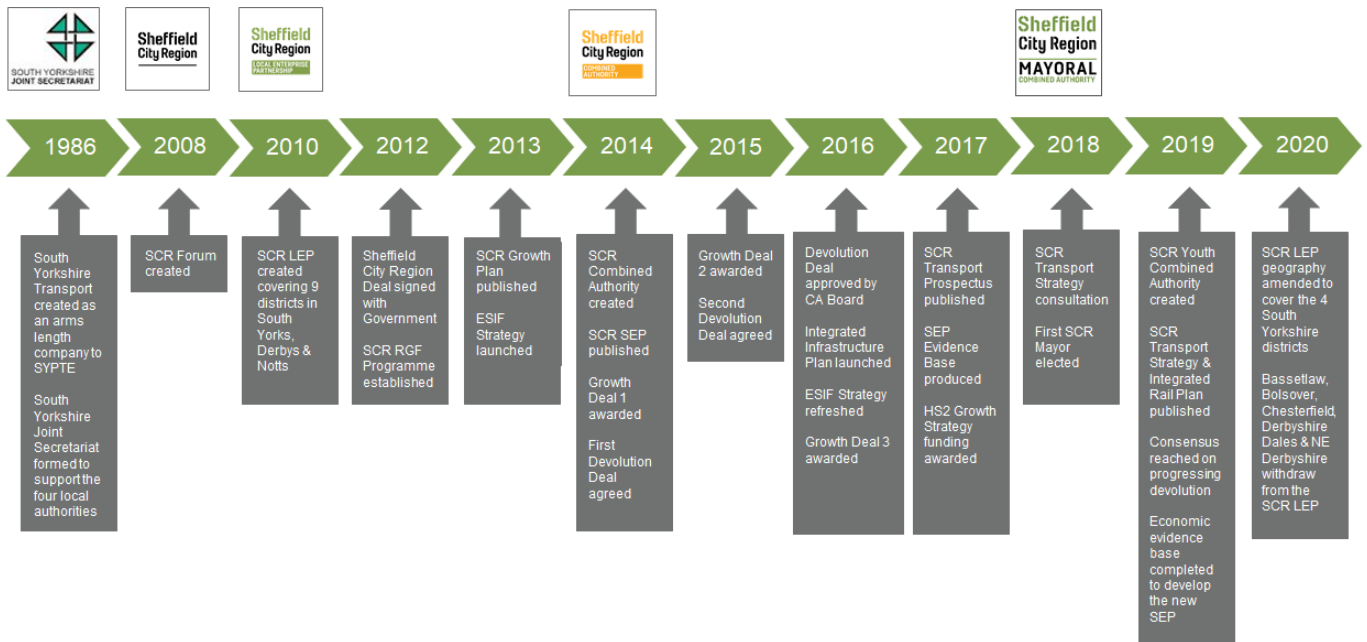 SOUTH YORKSHIRE
JOINT SECRETARIAT
Sheffield
City Region
Sheffield
City Region
LOCAL ENTERPRISE
PARTNERSHIP
Sheffield
City Region
COMBINED
AUTHORITY
Sheffield
City Region
MAYORAL
COMBINED AUTHORITY
1986
2008
2010
2012
2013
2014
2015
2016
2017
2018
2019
2020
South
Yorkshire
Transport
created as
an arms
length
company to
SYPTE
South
Yorkshire
Joint
Secretariat
formed to
support the
four local
authorities
SCR Forum
created
SCR LEP
created
covering 9
districts in
South
Yorks,
Derbys &
Notts
Sheffield
City Region
Deal signed
with
Government
SCR RGF
Programme
established
SCR Growth
Plan
published
ESIF
Strategy
launched
SCR
Combined
Authority
created
SCR SEP
published
Growth
Deal 1
awarded
First
Devolution
Deal
agreed
Growth Deal
2 awarded
Second
Devolution
Deal agreed
Devolution
Deal
approved by
CA Board
Integrated
Infrastructure
Plan launched
ESIF Strategy
refreshed
Growth Deal 3
awarded
SCR
Transport
Prospectus
published
SEP
Evidence
Base
produced
HS2 Growth
Strategy
funding
awarded
SCR
Transport
Strategy
consultation
First SCR
Mayor
elected
SCR Youth
Combined
Authority
created
SCR
Transport
Strategy &
Integrated
Rail Plan
published
Consensus
reached on
progressing
devolution
Economic
evidence
base
completed
to develop
the new
SEP
SCR LEP
geography
amended to
cover the 4
South
Yorkshire
districts
Bassetlaw,
Bolsover,
Chesterfield,
Derbyshire
Dales & NE
Derbyshire
withdraw
from the
SCR LEP